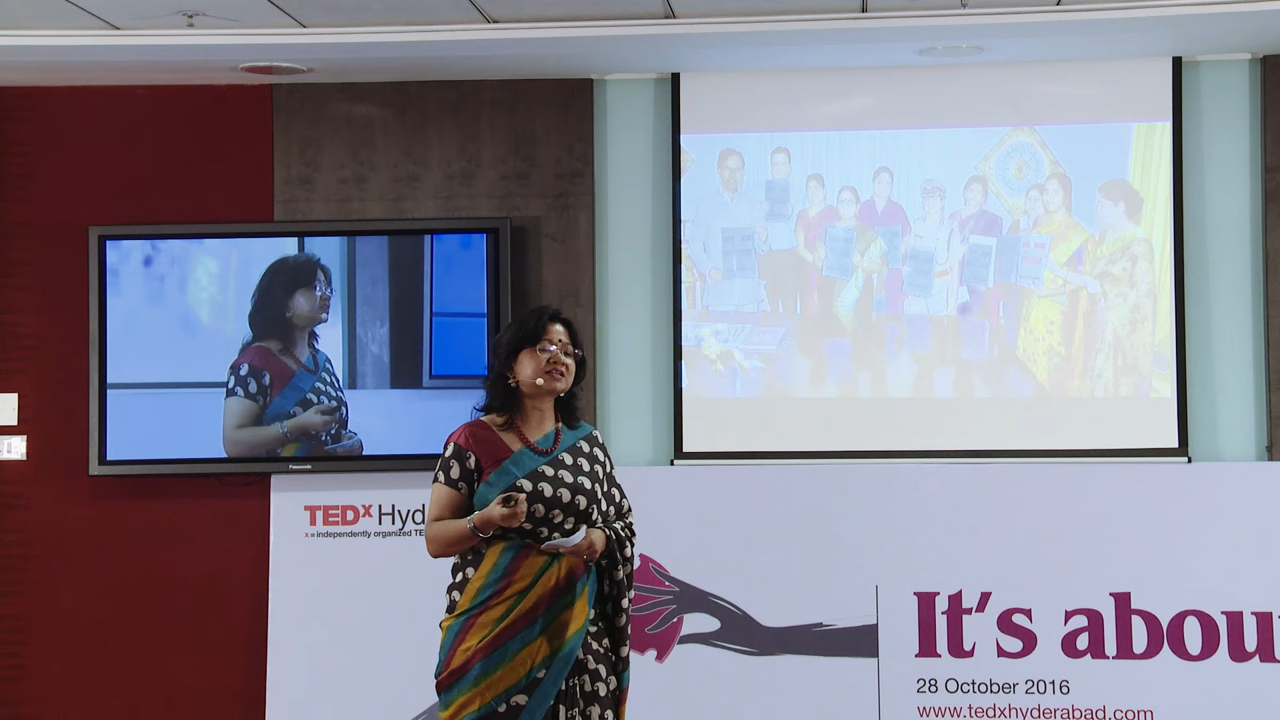 Panasonic
TEDx Hyd
x = independently organized TE
It's abou
28 October 2016
www.tedxhyderabad.com